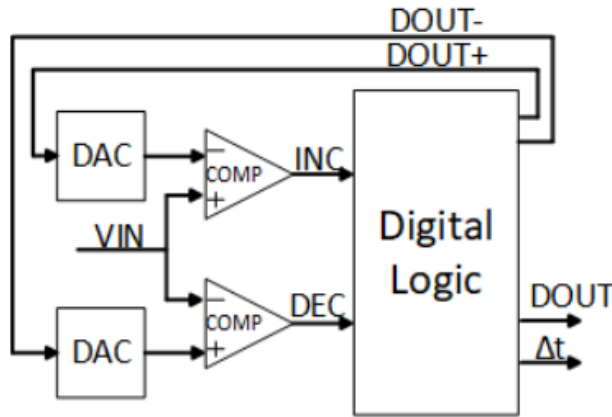 DOUT-
DOUT+
DAC
−
COMP
+
INC
VIN
Digital
Logic
−
COMP
+
DEC
DAC
DOUT
Δt